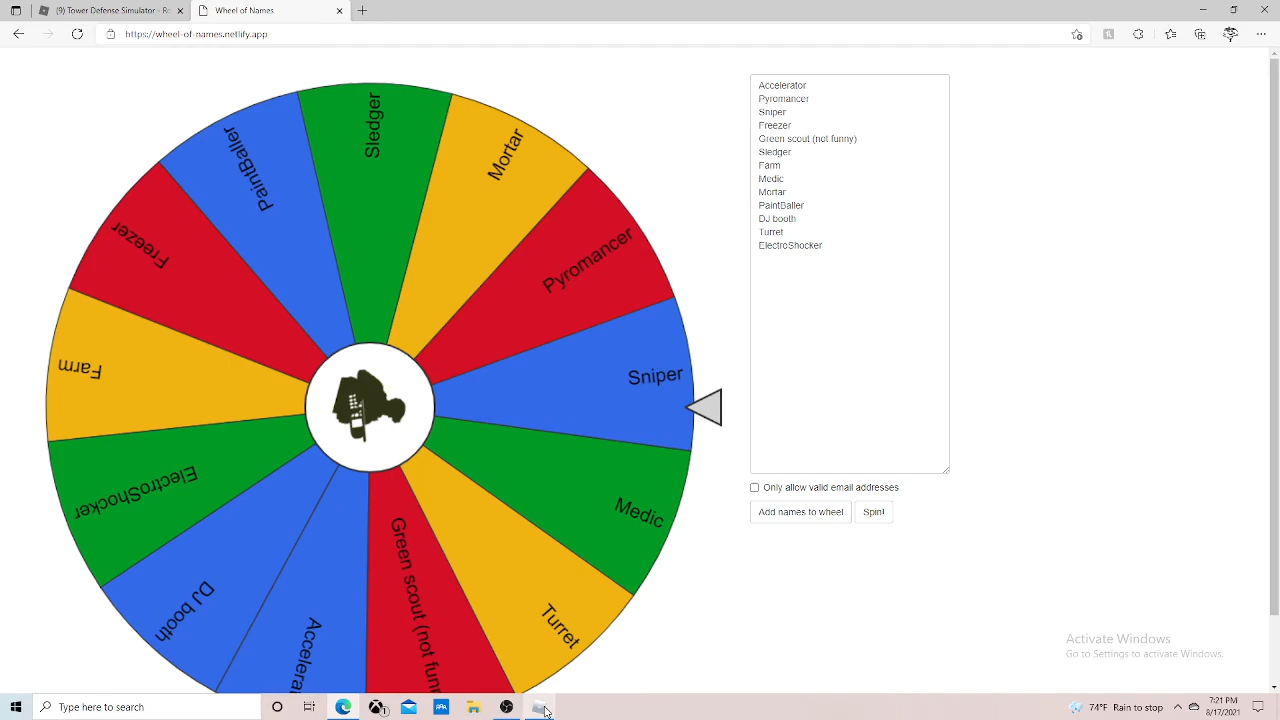 (9) Tower Defense Simulator - Ro
Wheel of Names
https://wheel-of-names.netlify.app
Sledger
Mortar
PaintBaller
Pyromancer
Freezer
Sniper
Farm
Medic
ElectroShocker
Turret
DJ booth
Green scout (not funn
Accelera
Accelerator
Pyromancer
Sniper
Freezer
Green scout (not funny)
Sledger
Farm
Medic
Mortar
PaintBaller
DJ booth
Turret
ElectroShocker
Only allow valid email addresses
Add names to wheel
Spin!
Activate Windows
Go to Settings to activate Windows.
Type here to search
71°F Rain to stop
7:21
8/17/2021